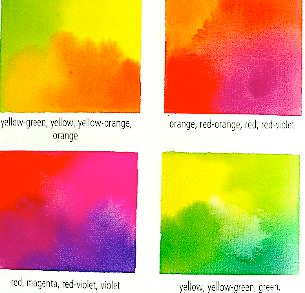 yellow-green, yellow, yellow-orange,
orange
orange, red-orange, red, red-violet
red, magenta, red-violet, violet
yellow, yellow-green, green.